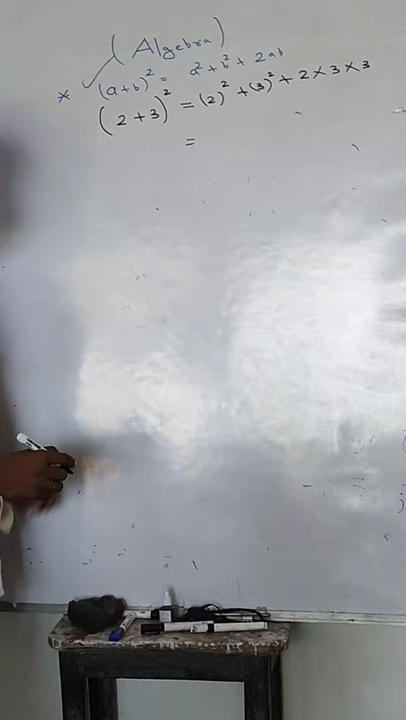 (Algebra)
* ✓ (a+b)² = a² + b² + 2ab
(2+3)² = (2)² + (3)² + 2×3×3
=